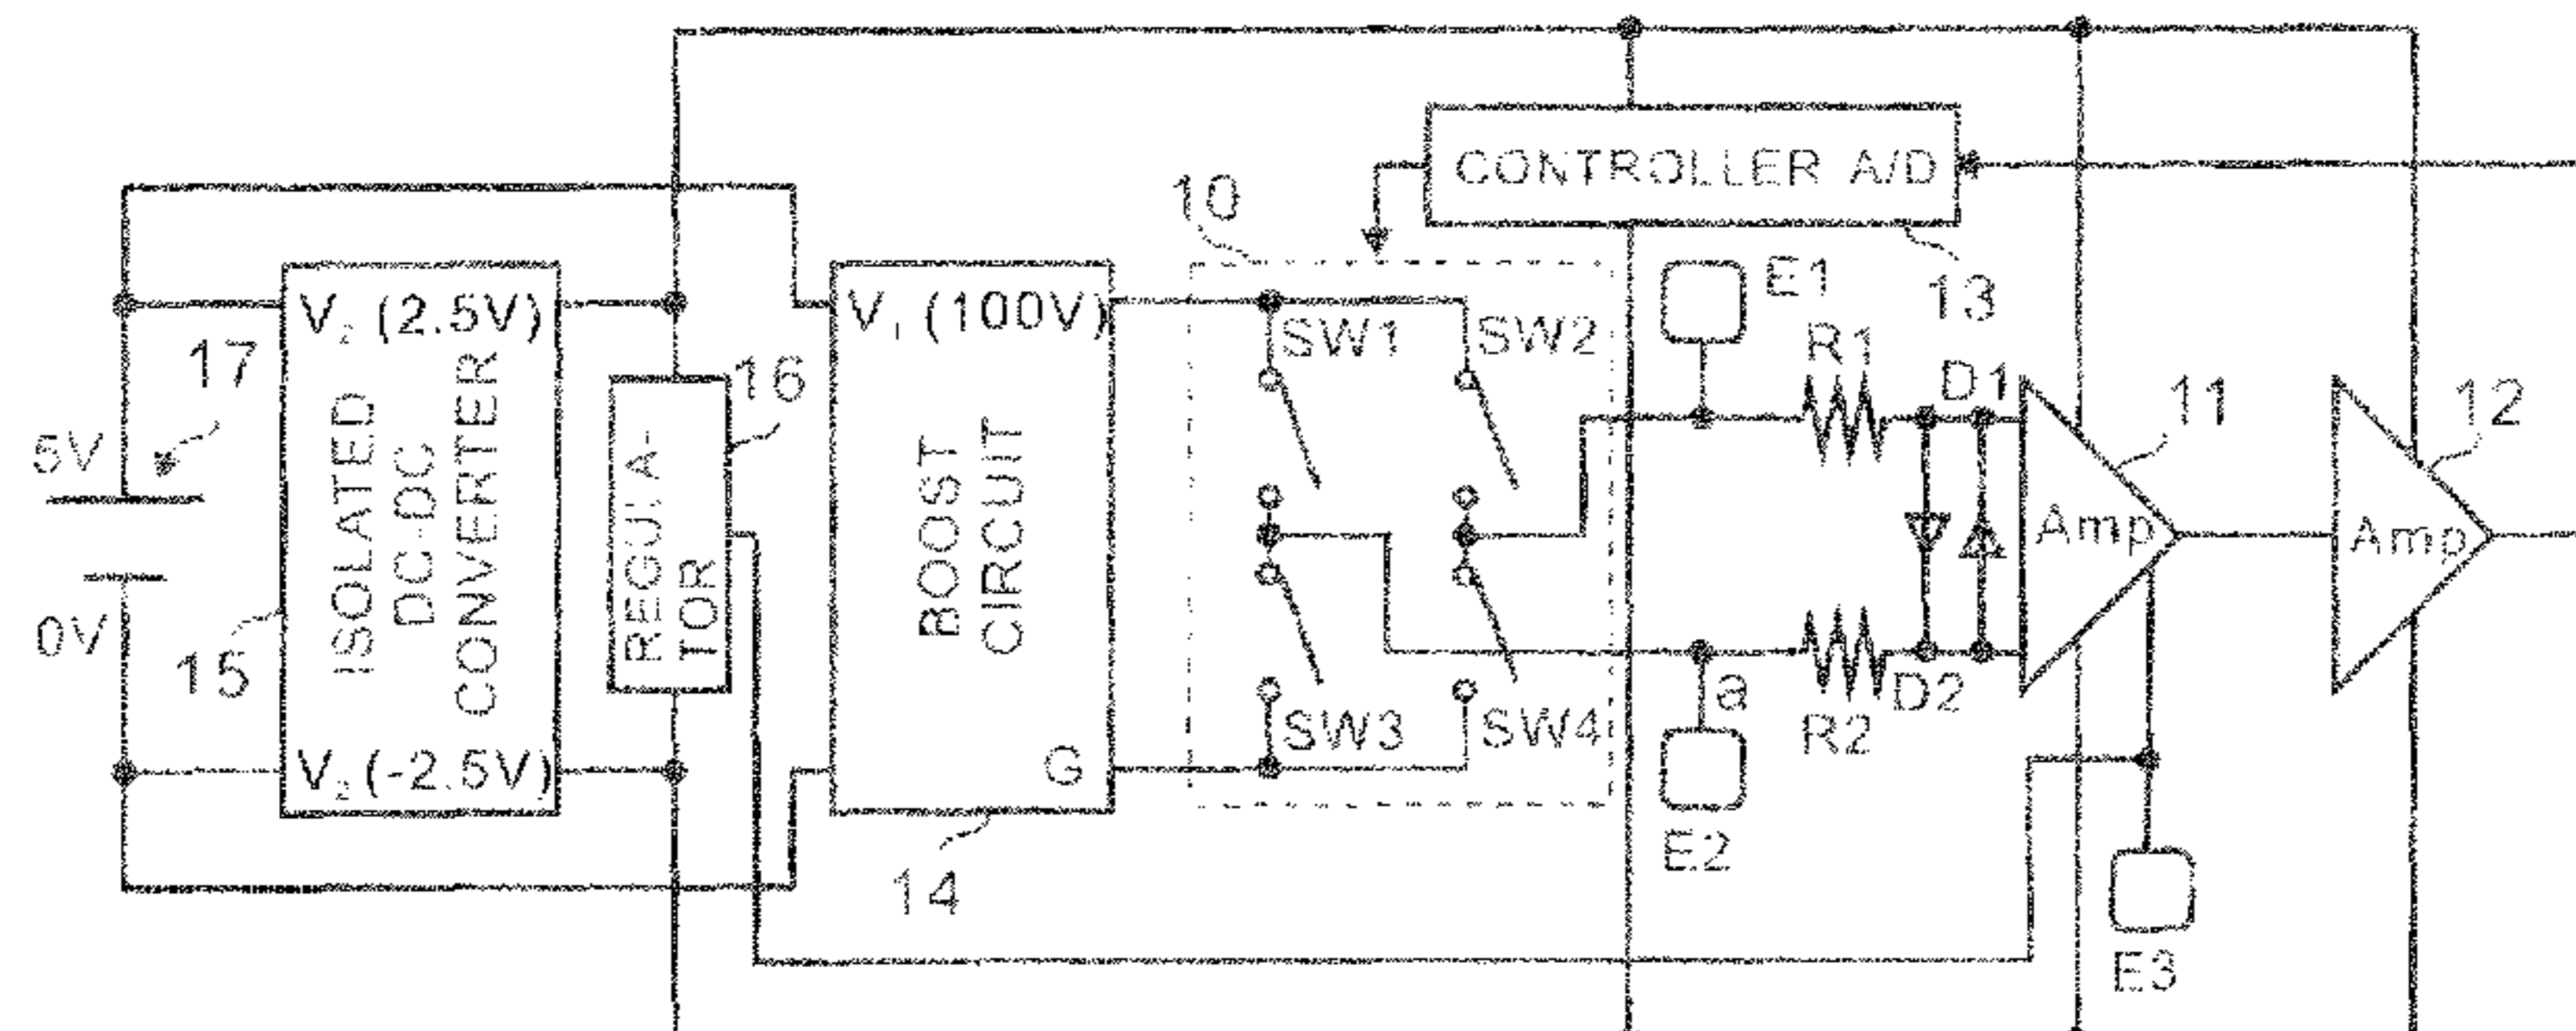 CONTROLLER A/D
10
13
E1
V₂ (2.5V)
V₁ (100V)
SW1
SW2
R1
17
16
D1
11
12
5V
ISOLATED
DC-DC
CONVERTER
REGULA-
TOR
BOOST
CIRCUIT
Amp
Amp
0V
15
a
D2
R2
SW3
SW4
V₂ (-2.5V)
G
E2
14
E3